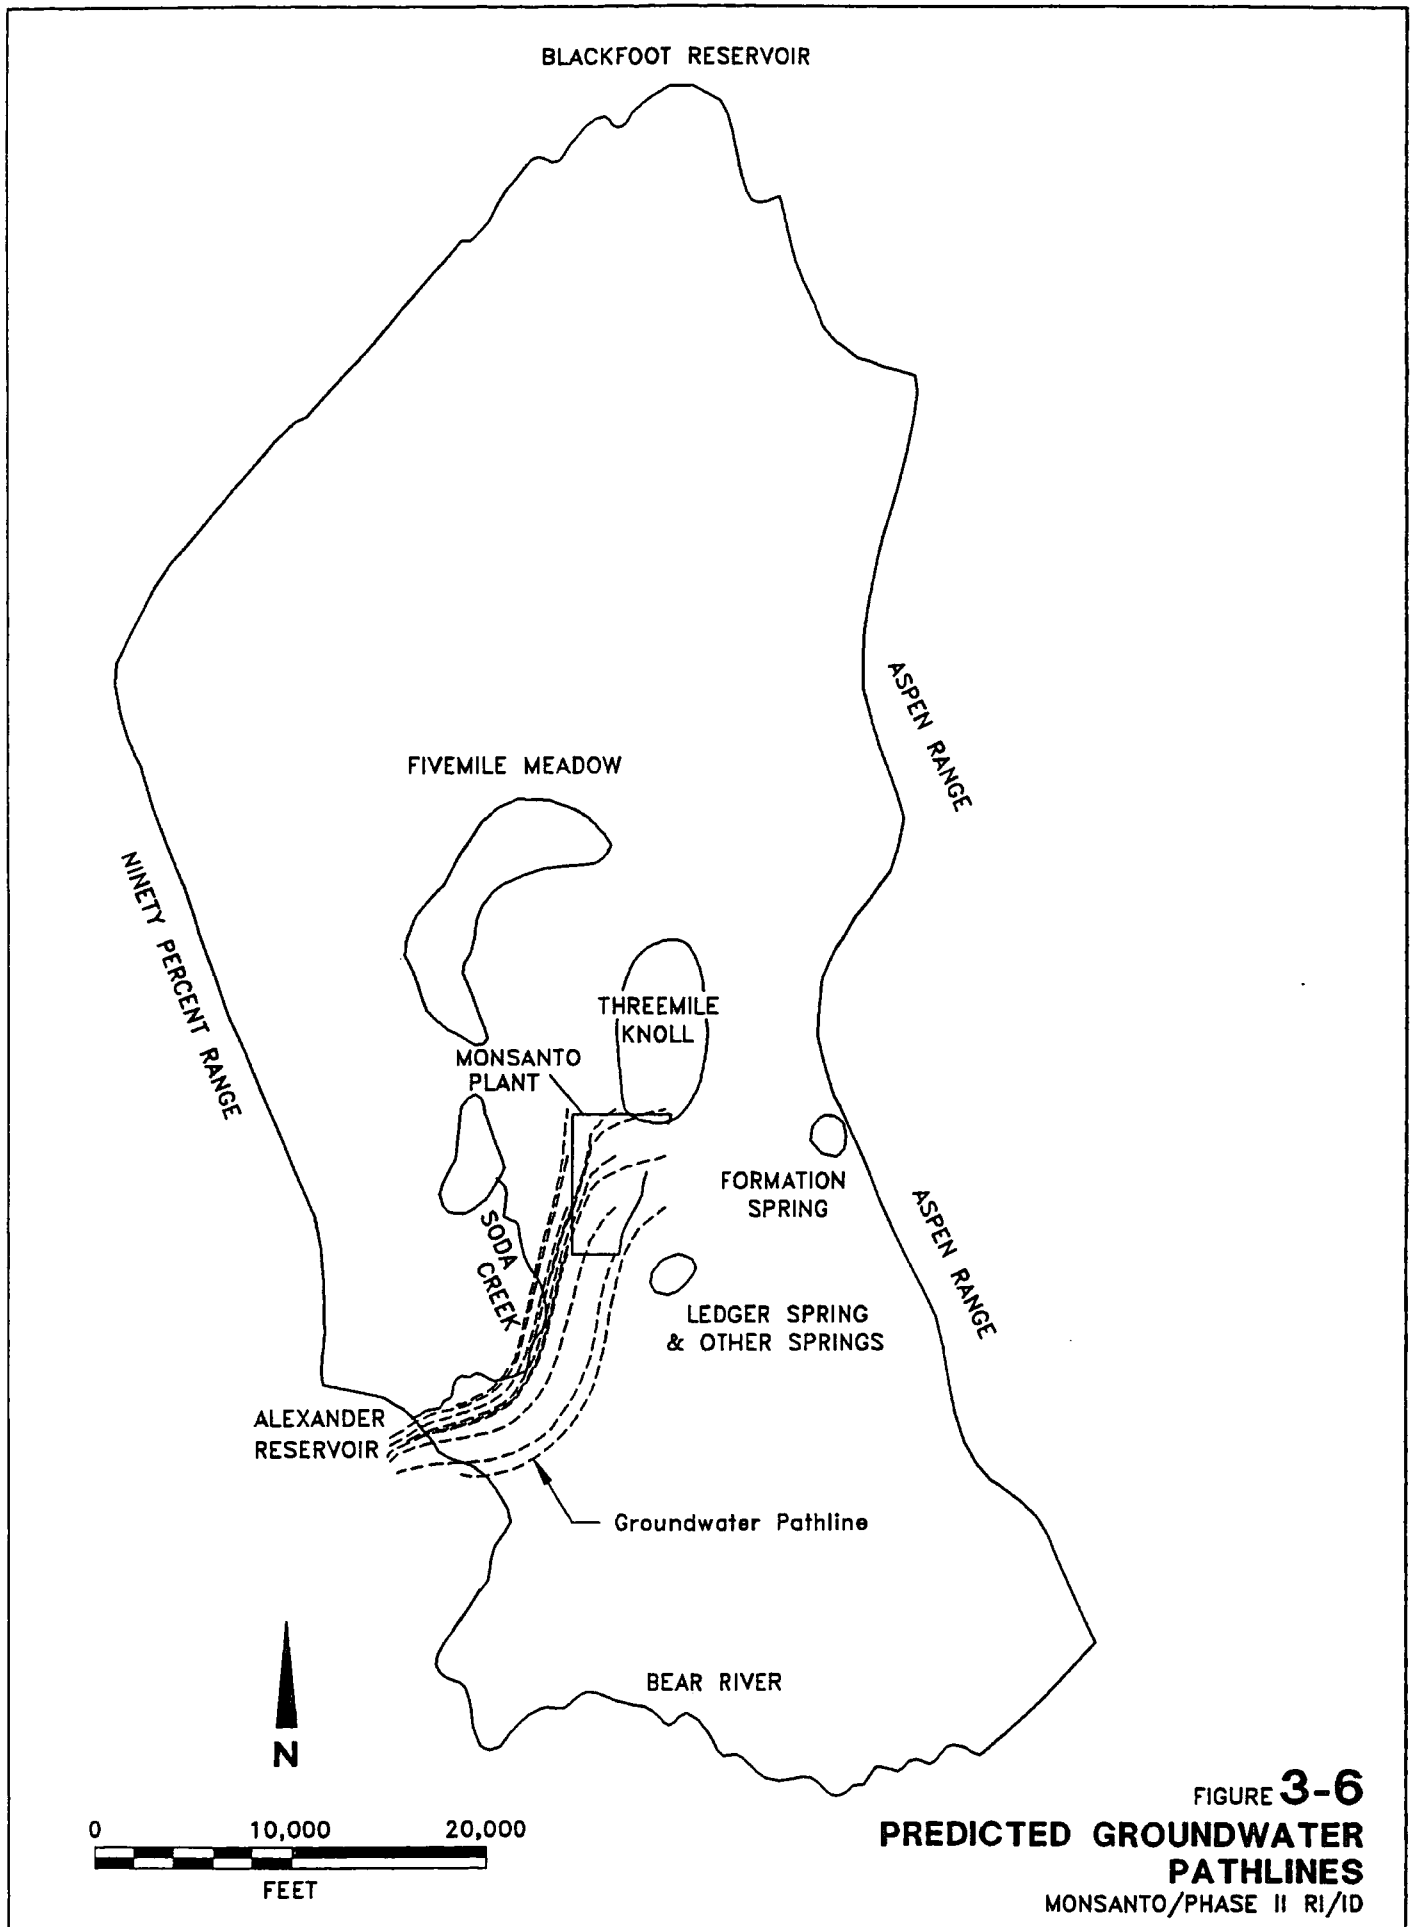 BLACKFOOT RESERVOIR
ASPEN RANGE
FIVEMILE MEADOW
NINETY PERCENT RANGE
THREEMILE
KNOLL
MONSANTO
PLANT
FORMATION
SPRING
SODA
CREEK
ASPEN RANGE
LEDGER SPRING
& OTHER SPRINGS
ALEXANDER
RESERVOIR
Groundwater Pathline
BEAR RIVER
N
0 10,000 20,000
FEET
FIGURE 3-6
PREDICTED GROUNDWATER
PATHLINES
MONSANTO/PHASE II RI/ID